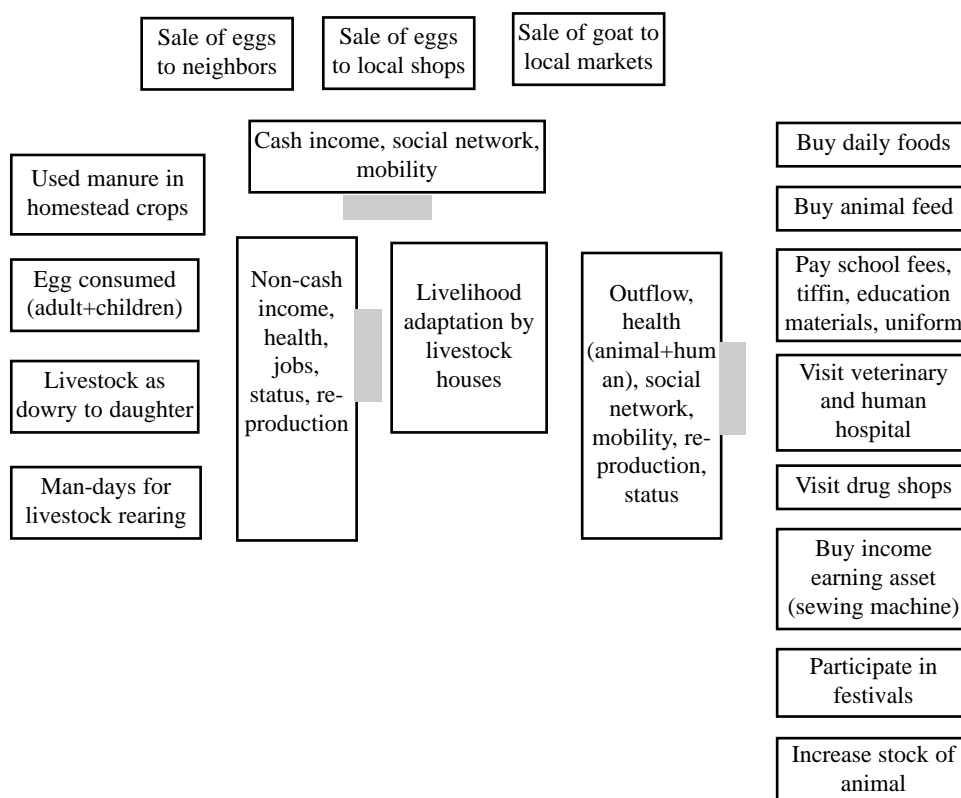 Sale of eggs
to neighbors
Sale of eggs
to local shops
Sale of goat to
local markets
Cash income, social network,
mobility
Used manure in
homestead crops
Egg consumed
(adult+children)
Livestock as
dowry to daughter
Man-days for
livestock rearing
Non-cash
income,
health,
jobs,
status, re-
production
Livelihood
adaptation by
livestock
houses
Outflow,
health
(animal+hum
an), social
network,
mobility, re-
production,
status
Buy daily foods
Buy animal feed
Pay school fees,
tiffin, education
materials, uniform
Visit veterinary
and human
hospital
Visit drug shops
Buy income
earning asset
(sewing machine)
Participate in
festivals
Increase stock of
animal